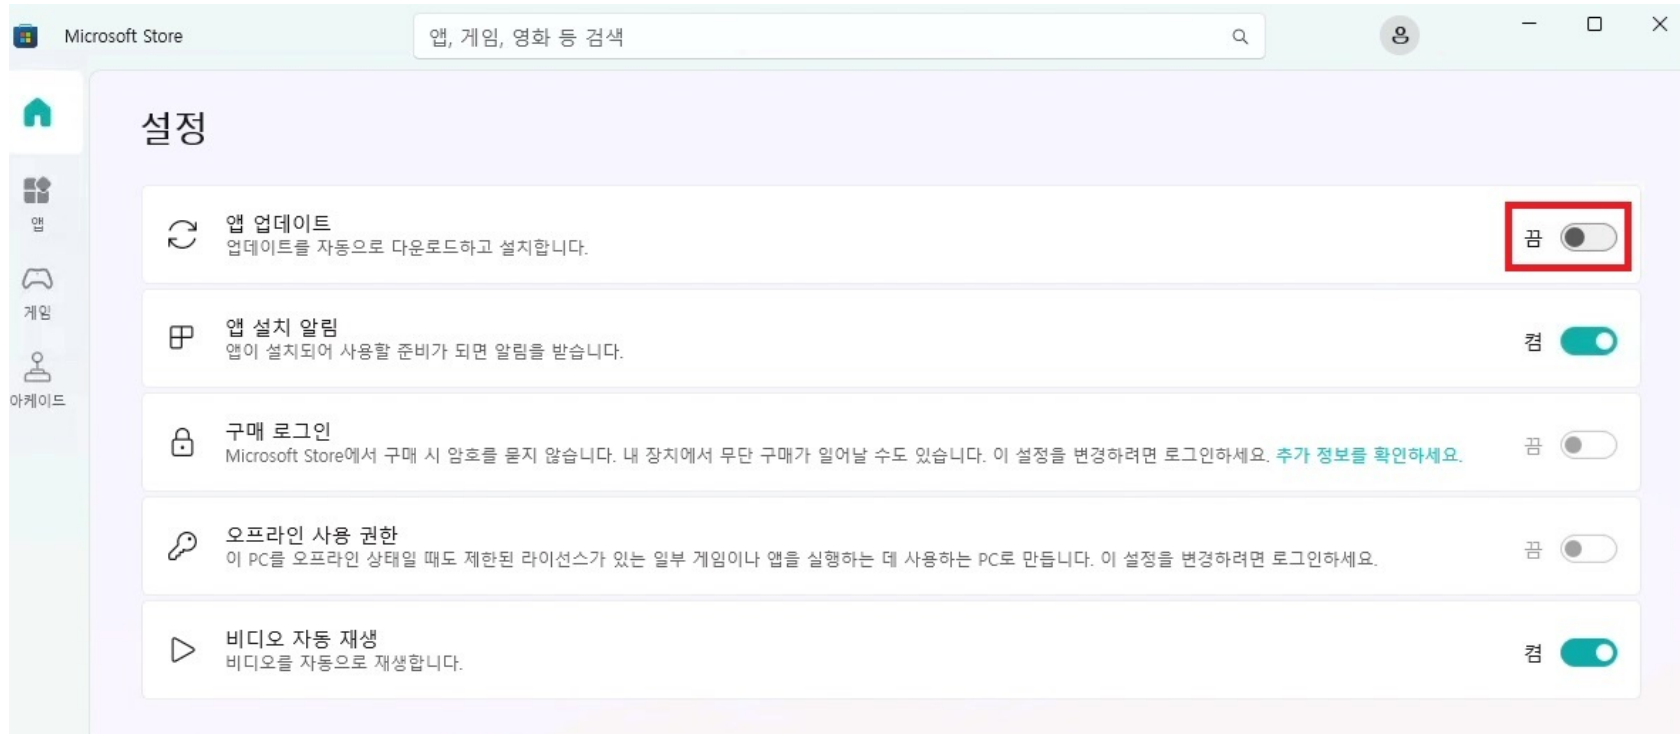 Microsoft Store
앱, 게임, 영화 등 검색
설정
앱
게임
아케이드
앱 업데이트
업데이트를 자동으로 다운로드하고 설치합니다.
끔
앱 설치 알림
앱이 설치되어 사용할 준비가 되면 알림을 받습니다.
켬
구매 로그인
Microsoft Store에서 구매 시 암호를 묻지 않습니다. 내 장치에서 무단 구매가 일어날 수도 있습니다. 이 설정을 변경하려면 로그인하세요. 추가 정보를 확인하세요.
끔
오프라인 사용 권한
이 PC를 오프라인 상태일 때도 제한된 라이선스가 있는 일부 게임이나 앱을 실행하는 데 사용하는 PC로 만듭니다. 이 설정을 변경하려면 로그인하세요.
끔
비디오 자동 재생
비디오를 자동으로 재생합니다.
켬